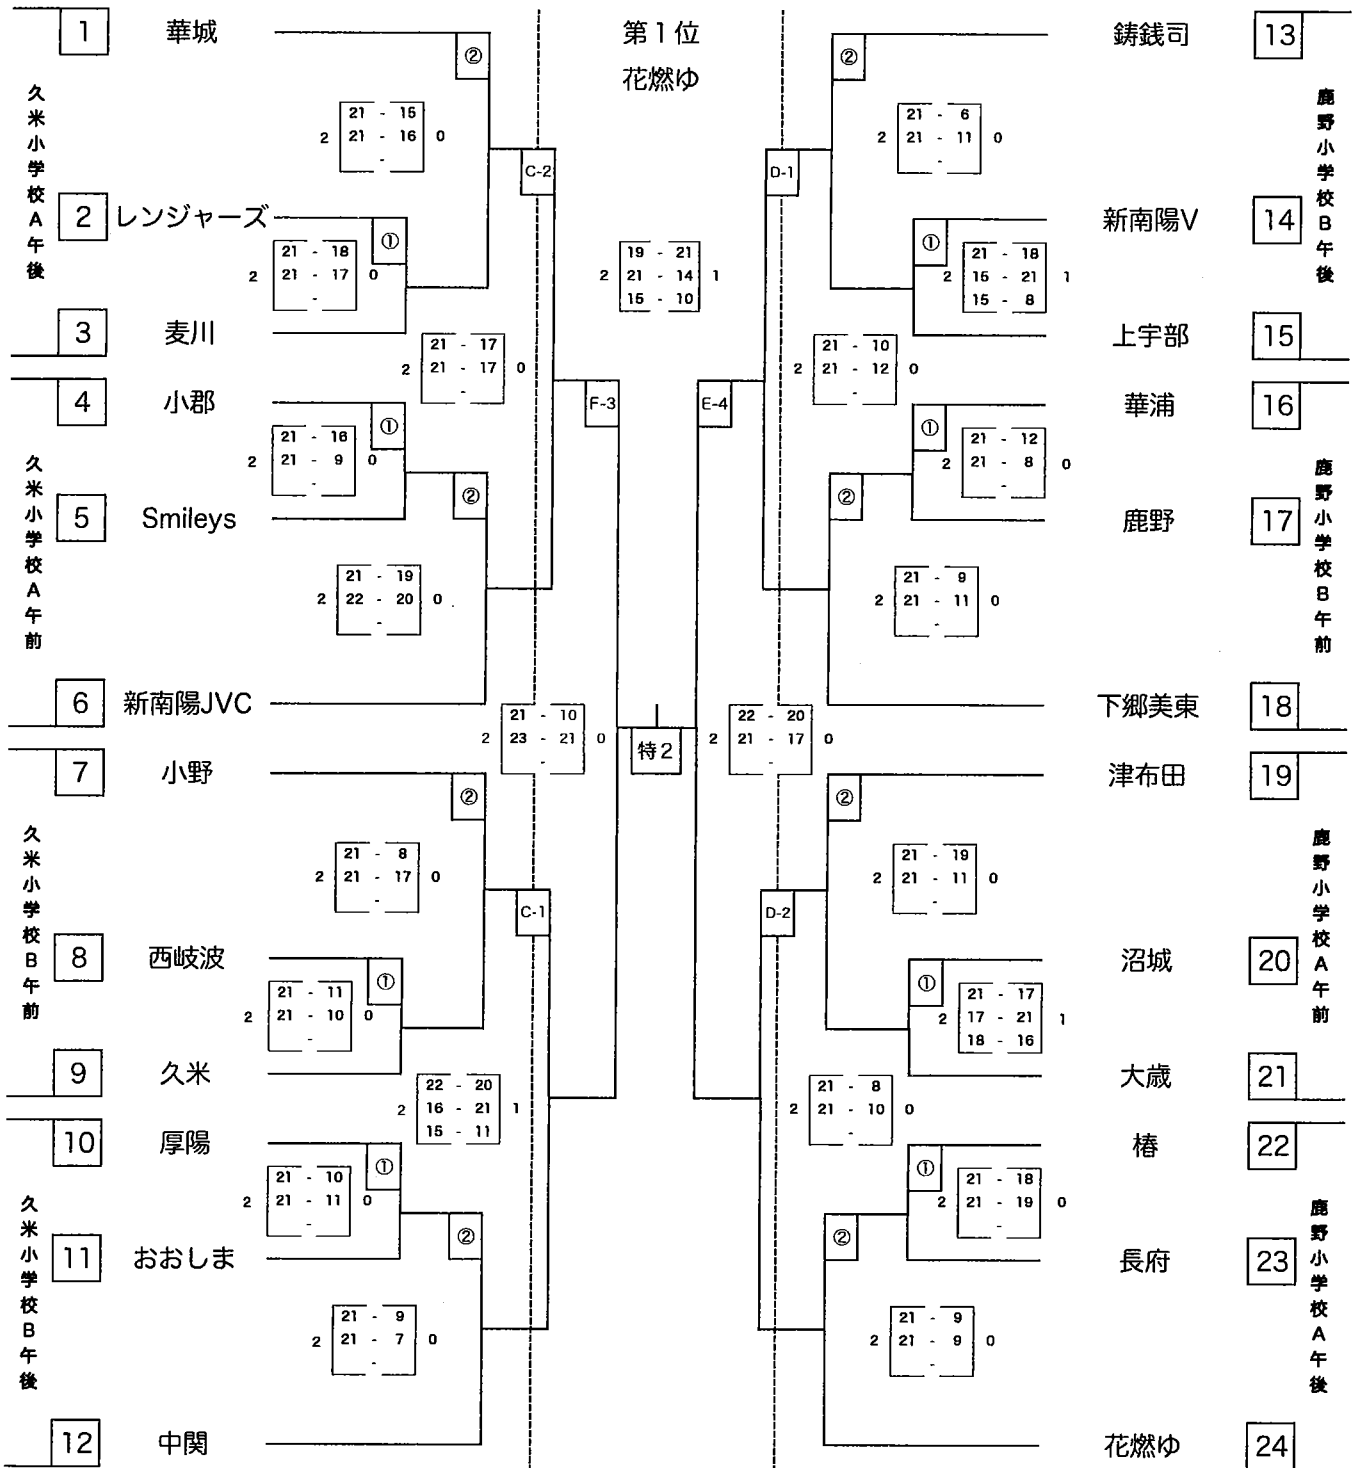 第1位
花燃ゆ
久米小学校A午後
1 華城
②
21 - 15
2 21 - 16 0
-
2 レンジャーズ
①
21 - 18
2 21 - 17 0
-
3 麦川
C-2
21 - 17
2 21 - 17 0
-
久米小学校A午前
4 小郡
①
21 - 16
2 21 - 9 0
-
5 Smileys
②
21 - 19
2 22 - 20 0
-
6 新南陽JVC
F-3
21 - 10
2 23 - 21 0
-
久米小学校B午前
7 小野
②
21 - 8
2 21 - 17 0
-
8 西岐波
①
21 - 11
2 21 - 10 0
-
9 久米
C-1
22 - 20
2 16 - 21 1
15 - 11
久米小学校B午後
10 厚陽
①
21 - 10
2 21 - 11 0
-
11 おおしま
②
21 - 9
2 21 - 7 0
-
12 中関
19 - 21
2 21 - 14 1
15 - 10
特2
鹿野小学校B午後
鋳銭司 13
②
21 - 6
2 21 - 11 0
-
新南陽V 14
①
21 - 18
2 15 - 21 1
15 - 8
上宇部 15
D-1
21 - 10
2 21 - 12 0
-
鹿野小学校B午前
華浦 16
①
21 - 12
2 21 - 8 0
-
鹿野 17
②
21 - 9
2 21 - 11 0
-
下郷美東 18
E-4
22 - 20
2 21 - 17 0
-
鹿野小学校A午前
津布田 19
②
21 - 19
2 21 - 11 0
-
沼城 20
①
21 - 17
2 17 - 21 1
18 - 16
大歳 21
D-2
21 - 8
2 21 - 10 0
-
鹿野小学校A午後
椿 22
①
21 - 18
2 21 - 19 0
-
長府 23
②
21 - 9
2 21 - 9 0
-
花燃ゆ 24